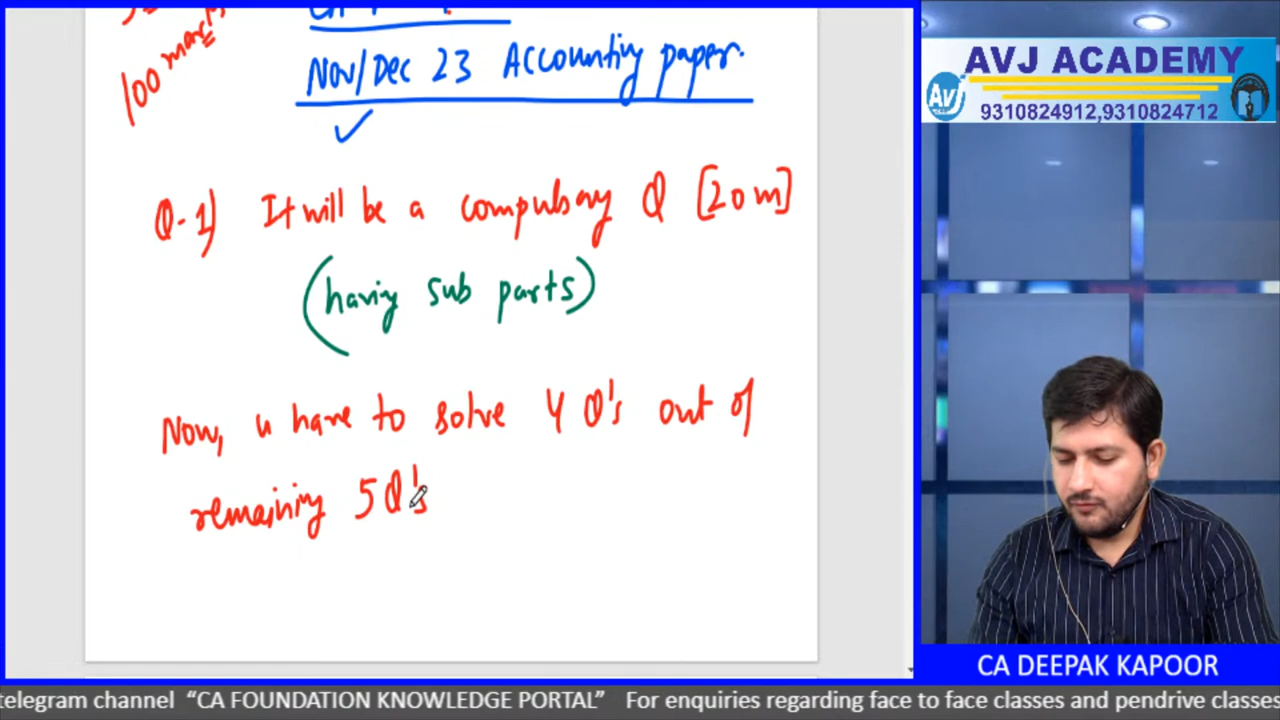 100 marks
Nov/Dec 23 Accounting paper.
Q-1) It will be a compulsory Q [20m]
(having sub parts)
Now, u have to solve 4 Q's out of
remaining 5 Q's
AVJ ACADEMY
AVJ
9310824912,9310824712
CA DEEPAK KAPOOR
telegram channel "CA FOUNDATION KNOWLEDGE PORTAL" For enquiries regarding face to face classes and pendrive classes